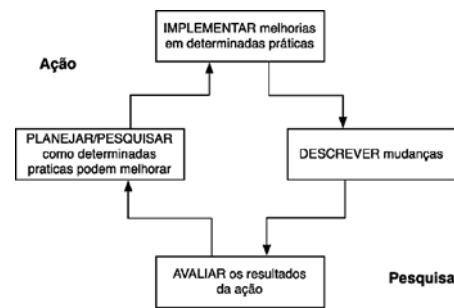 IMPLEMENTAR melhorias
em determinadas práticas
Ação
PLANEJAR/PESQUISAR
como determinadas
praticas podem melhorar
DESCREVER mudanças
AVALIAR os resultados
da ação
Pesquisa